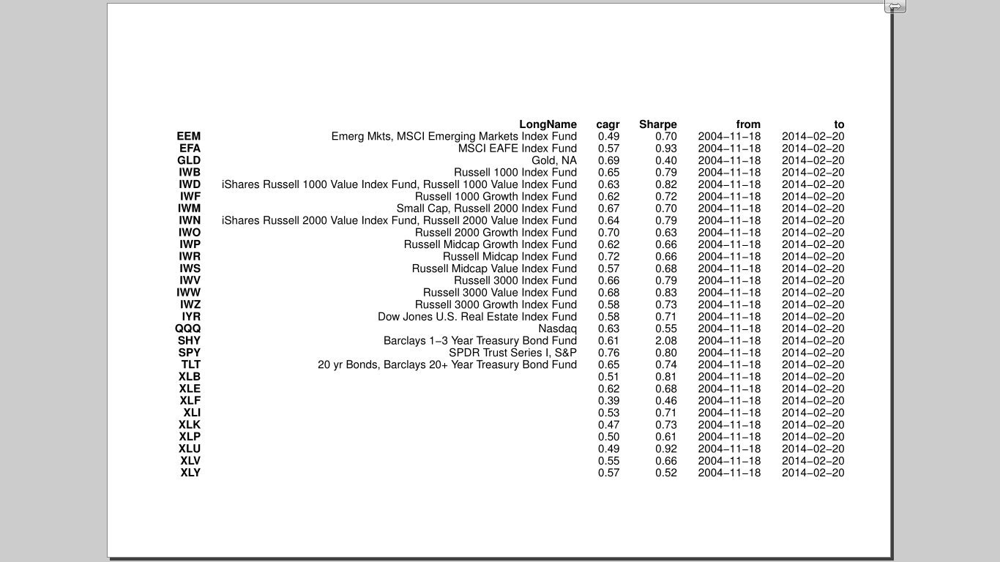 LongName cagr Sharpe from to
EEM Emerg Mkts, MSCI Emerging Markets Index Fund 0.49 0.70 2004−11−18 2014−02−20
EFA MSCI EAFE Index Fund 0.57 0.93 2004−11−18 2014−02−20
GLD Gold, NA 0.69 0.40 2004−11−18 2014−02−20
IWB Russell 1000 Index Fund 0.65 0.79 2004−11−18 2014−02−20
IWD iShares Russell 1000 Value Index Fund, Russell 1000 Value Index Fund 0.63 0.82 2004−11−18 2014−02−20
IWF Russell 1000 Growth Index Fund 0.62 0.72 2004−11−18 2014−02−20
IWM Small Cap, Russell 2000 Index Fund 0.67 0.70 2004−11−18 2014−02−20
IWN iShares Russell 2000 Value Index Fund, Russell 2000 Value Index Fund 0.64 0.79 2004−11−18 2014−02−20
IWO Russell 2000 Growth Index Fund 0.70 0.63 2004−11−18 2014−02−20
IWP Russell Midcap Growth Index Fund 0.62 0.66 2004−11−18 2014−02−20
IWR Russell Midcap Index Fund 0.72 0.66 2004−11−18 2014−02−20
IWS Russell Midcap Value Index Fund 0.57 0.68 2004−11−18 2014−02−20
IWV Russell 3000 Index Fund 0.66 0.79 2004−11−18 2014−02−20
IWW Russell 3000 Value Index Fund 0.68 0.83 2004−11−18 2014−02−20
IWZ Russell 3000 Growth Index Fund 0.58 0.73 2004−11−18 2014−02−20
IYR Dow Jones U.S. Real Estate Index Fund 0.58 0.71 2004−11−18 2014−02−20
QQQ Nasdaq 0.63 0.55 2004−11−18 2014−02−20
SHY Barclays 1−3 Year Treasury Bond Fund 0.61 2.08 2004−11−18 2014−02−20
SPY SPDR Trust Series I, S&P 0.76 0.80 2004−11−18 2014−02−20
TLT 20 yr Bonds, Barclays 20+ Year Treasury Bond Fund 0.65 0.74 2004−11−18 2014−02−20
XLB 0.51 0.81 2004−11−18 2014−02−20
XLE 0.62 0.68 2004−11−18 2014−02−20
XLF 0.39 0.46 2004−11−18 2014−02−20
XLI 0.53 0.71 2004−11−18 2014−02−20
XLK 0.47 0.73 2004−11−18 2014−02−20
XLP 0.50 0.61 2004−11−18 2014−02−20
XLU 0.49 0.92 2004−11−18 2014−02−20
XLV 0.55 0.66 2004−11−18 2014−02−20
XLY 0.57 0.52 2004−11−18 2014−02−20